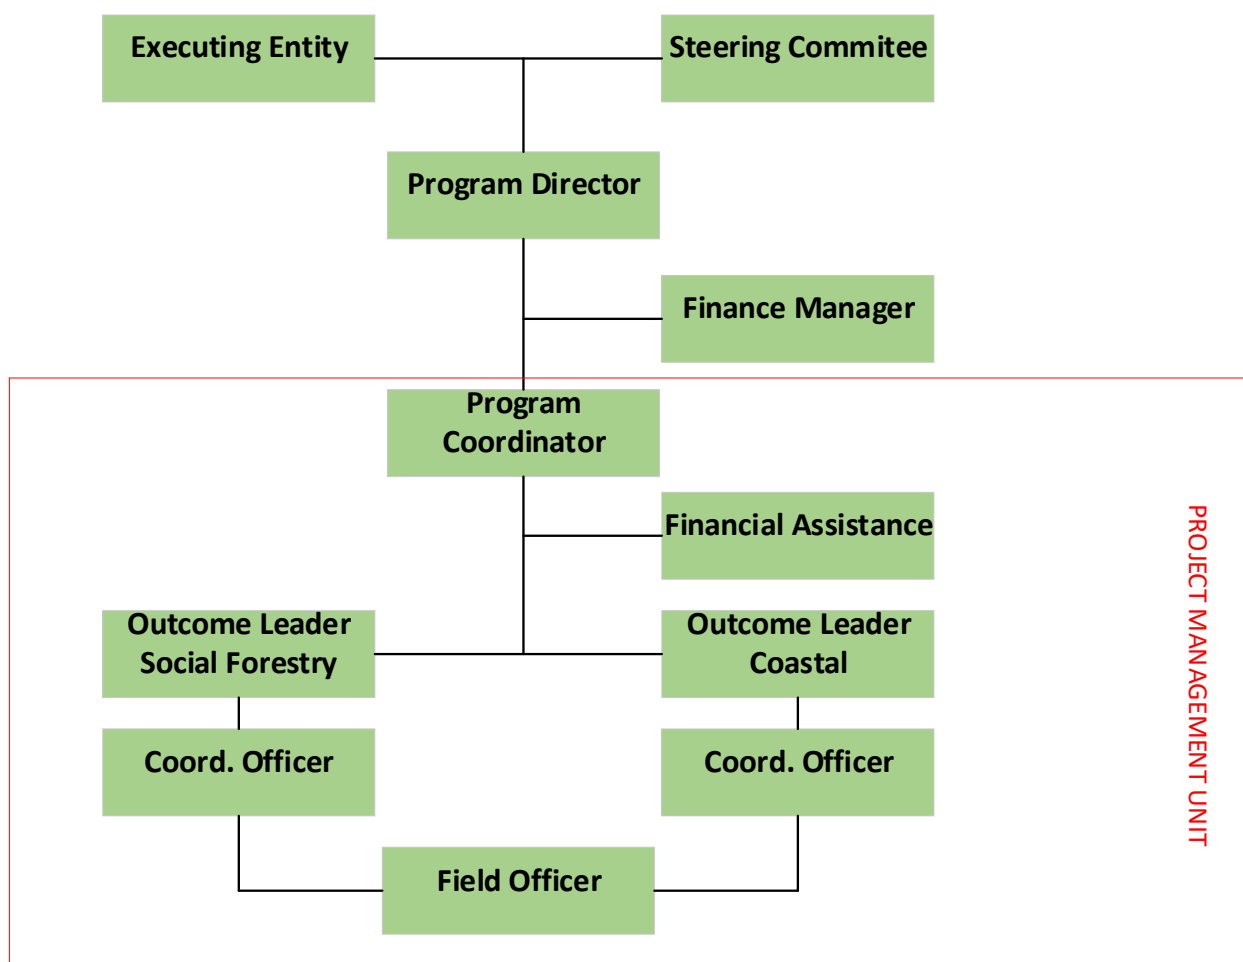 Executing Entity
Steering Commitee
Program Director
Finance Manager
Program
Coordinator
Financial Assistance
Outcome Leader
Social Forestry
Outcome Leader
Coastal
Coord. Officer
Coord. Officer
Field Officer
PROJECT MANAGEMENT UNIT